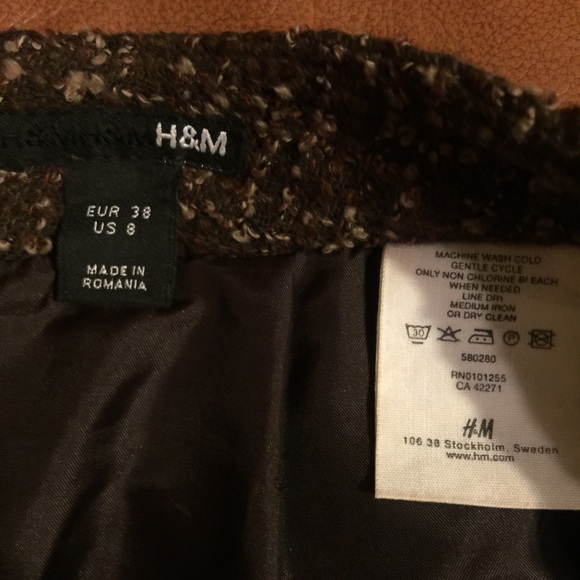 H&MH&M H&M
EUR 38
US 8
MADE IN
ROMANIA
MACHINE WASH COLD
GENTLE CYCLE
ONLY NON CHLORINE BLEACH
WHEN NEEDED
LINE DRY
MEDIUM IRON
OR DRY CLEAN
30 P
580280
RN0101255
CA 42271
H&M
106 38 Stockholm, Sweden
www.hm.com